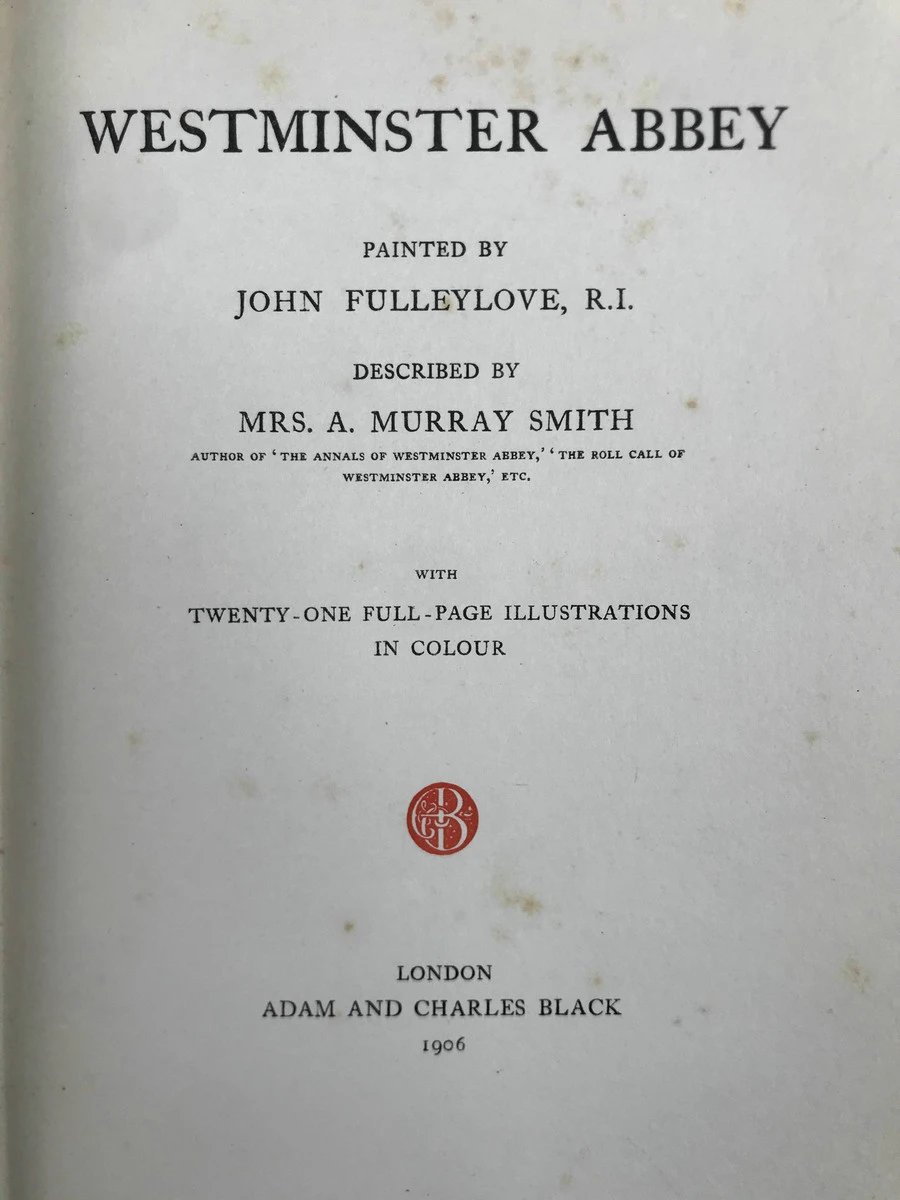 WESTMINSTER ABBEY
PAINTED BY
JOHN FULLEYLOVE, R.I.
DESCRIBED BY
MRS. A. MURRAY SMITH
AUTHOR OF ‘THE ANNALS OF WESTMINSTER ABBEY,’ ‘THE ROLL CALL OF
WESTMINSTER ABBEY,’ ETC.
WITH
TWENTY-ONE FULL-PAGE ILLUSTRATIONS
IN COLOUR
LONDON
ADAM AND CHARLES BLACK
1906